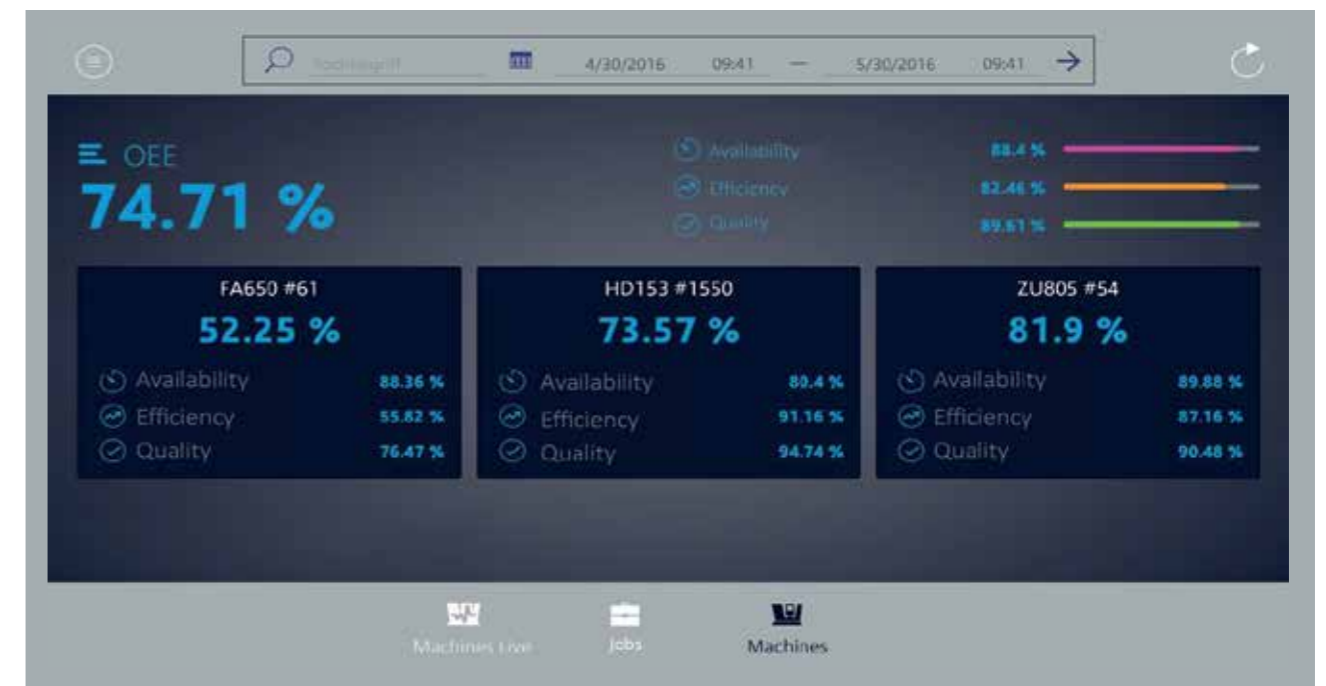 4/30/2016 09:41 — 5/30/2016 09:41
OEE
74.71 %
Availability 88.4 %
Efficiency 82.46 %
Quality 89.61 %
FA650 #61
52.25 %
Availability 88.36 %
Efficiency 55.82 %
Quality 76.47 %
HD153 #1550
73.57 %
Availability 80.4 %
Efficiency 91.16 %
Quality 94.74 %
ZU805 #54
81.9 %
Availability 89.88 %
Efficiency 87.16 %
Quality 90.48 %
Machines Live
Jobs
Machines